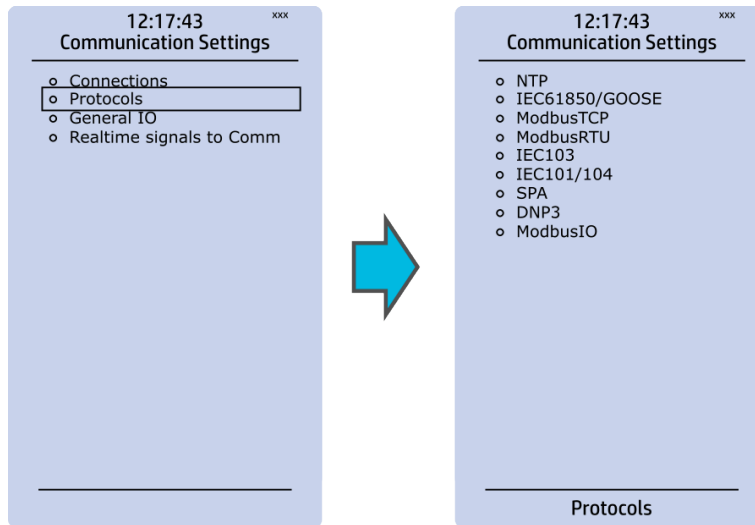 12:17:43 xxx
Communication Settings
Connections
Protocols
General IO
Realtime signals to Comm
12:17:43 xxx
Communication Settings
NTP
IEC61850/GOOSE
ModbusTCP
ModbusRTU
IEC103
IEC101/104
SPA
DNP3
ModbusIO
Protocols